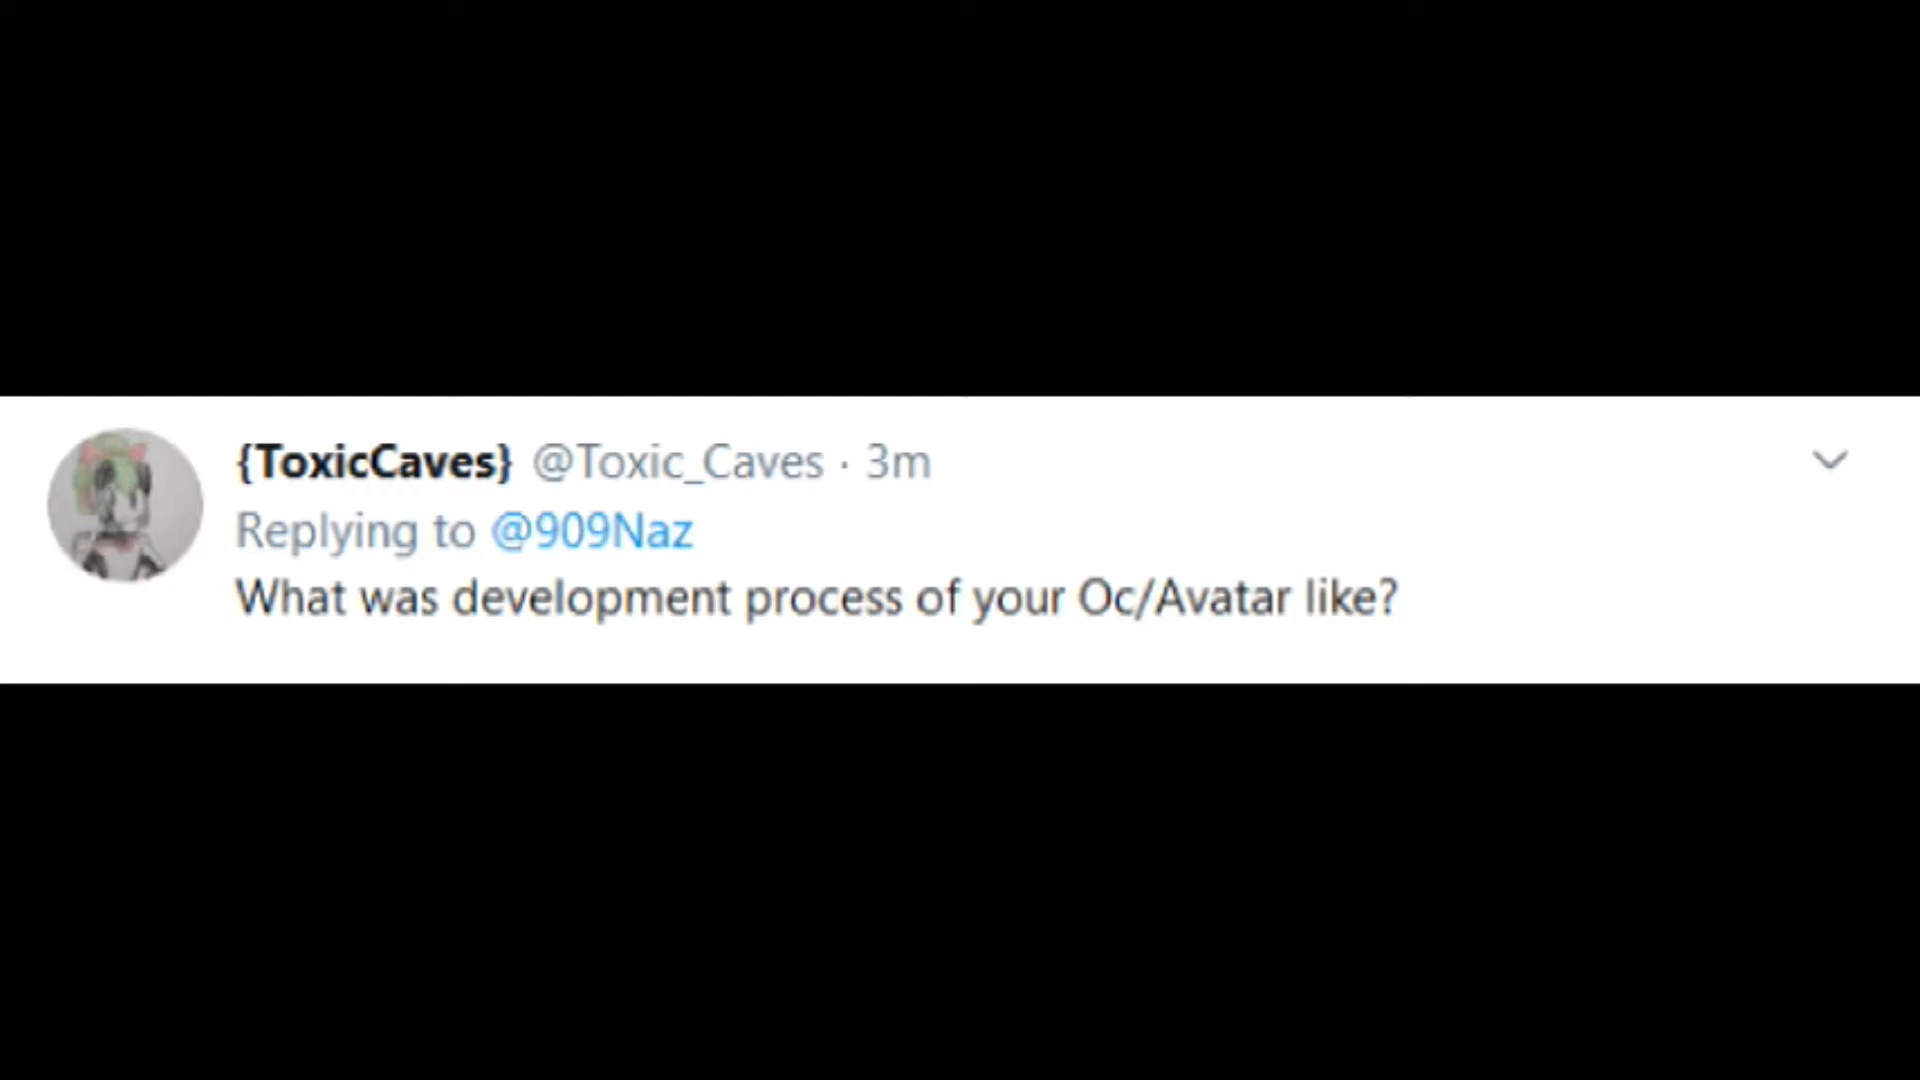 {ToxicCaves} @Toxic_Caves · 3m
Replying to @909Naz
What was development process of your Oc/Avatar like?